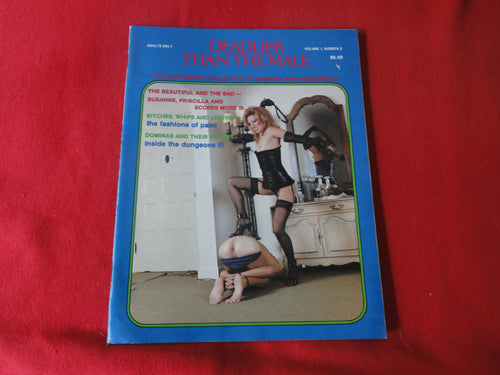 ADULTS ONLY
VOLUME 1, NUMBER 2
DEADLIER
THAN THE MALE
$6.00
THE BEAUTIFUL AND THE BAD—
SUSANNE, PRISCILLA AND
SCORES MORE !!!
BITCHES, WHIPS AND LEATHER
the fashions of pain!
DOMINAS AND THEIR
Inside the dungeons !!!